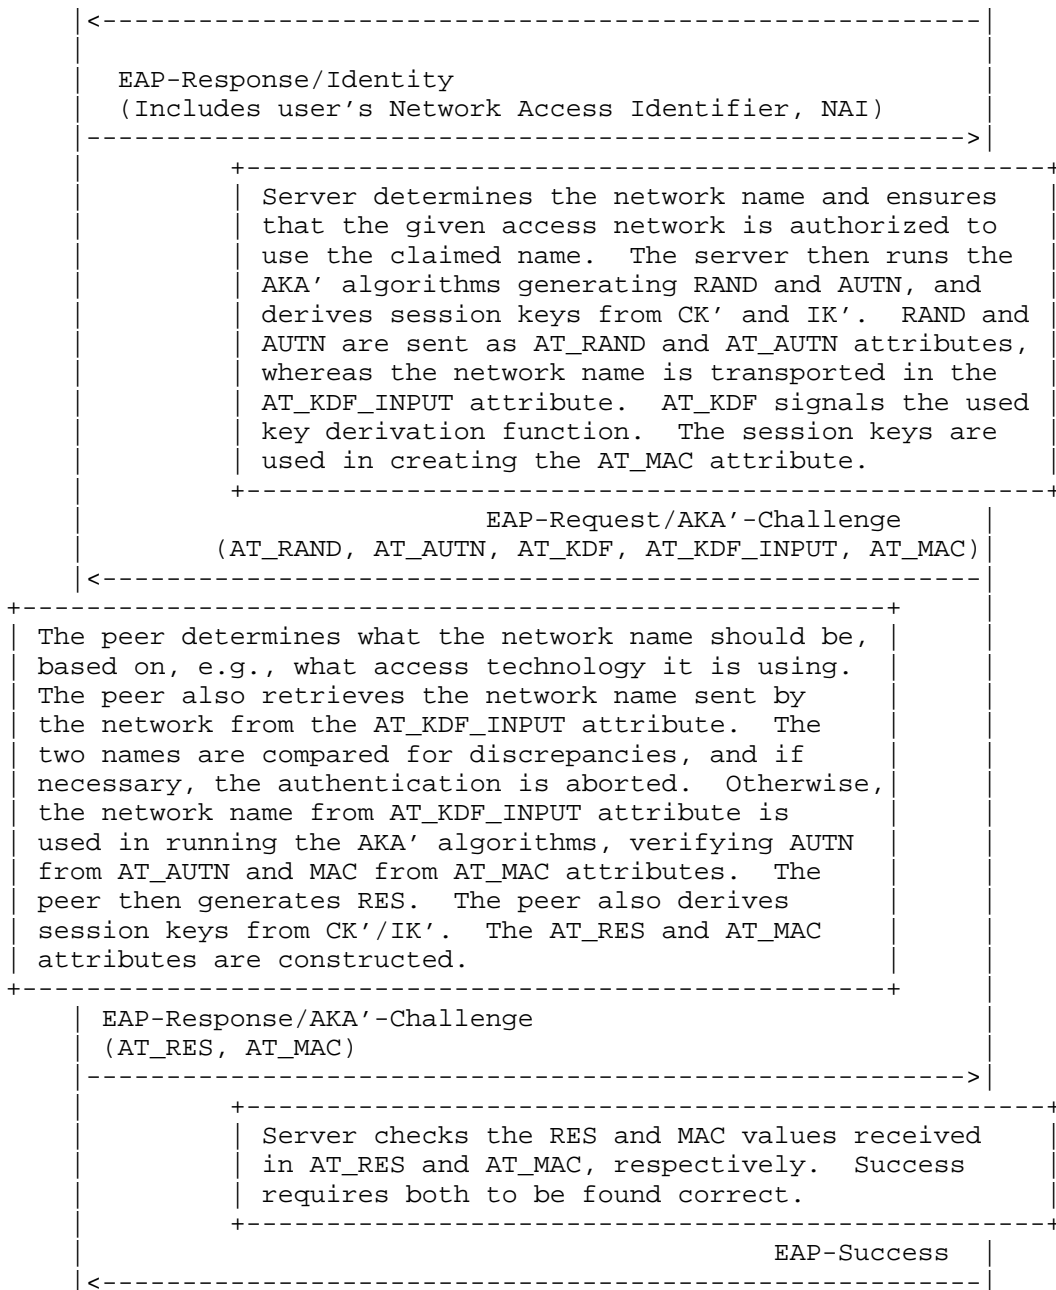 EAP-Response/Identity
(Includes user's Network Access Identifier, NAI)
Server determines the network name and ensures
that the given access network is authorized to
use the claimed name.  The server then runs the
AKA' algorithms generating RAND and AUTN, and
derives session keys from CK' and IK'.  RAND and
AUTN are sent as AT_RAND and AT_AUTN attributes,
whereas the network name is transported in the
AT_KDF_INPUT attribute.  AT_KDF signals the used
key derivation function.  The session keys are
used in creating the AT_MAC attribute.
EAP-Request/AKA'-Challenge
(AT_RAND, AT_AUTN, AT_KDF, AT_KDF_INPUT, AT_MAC)
The peer determines what the network name should be,
based on, e.g., what access technology it is using.
The peer also retrieves the network name sent by
the network from the AT_KDF_INPUT attribute.  The
two names are compared for discrepancies, and if
necessary, the authentication is aborted.  Otherwise,
the network name from AT_KDF_INPUT attribute is
used in running the AKA' algorithms, verifying AUTN
from AT_AUTN and MAC from AT_MAC attributes.  The
peer then generates RES.  The peer also derives
session keys from CK'/IK'.  The AT_RES and AT_MAC
attributes are constructed.
EAP-Response/AKA'-Challenge
(AT_RES, AT_MAC)
Server checks the RES and MAC values received
in AT_RES and AT_MAC, respectively.  Success
requires both to be found correct.
EAP-Success